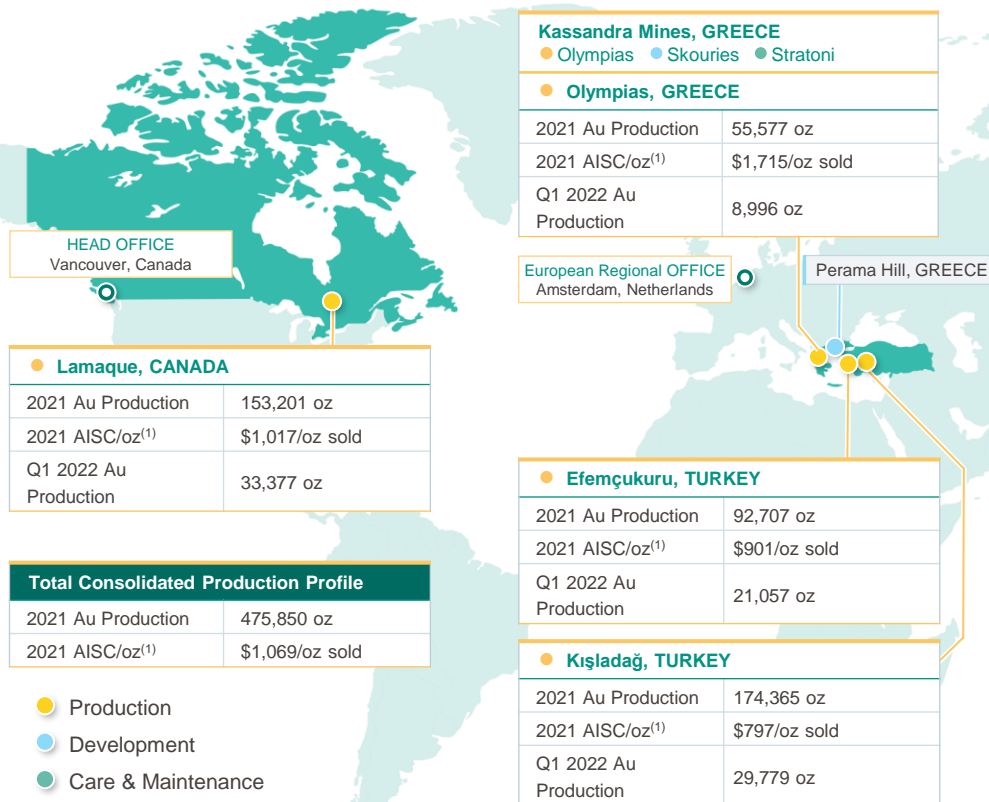 Kassandra Mines, GREECE
Olympias Skouries Stratoni
Olympias, GREECE
2021 Au Production 55,577 oz
2021 AISC/oz(1) $1,715/oz sold
Q1 2022 Au
Production 8,996 oz
HEAD OFFICE
Vancouver, Canada
European Regional OFFICE
Amsterdam, Netherlands
Perama Hill, GREECE
Lamaque, CANADA
2021 Au Production 153,201 oz
2021 AISC/oz(1) $1,017/oz sold
Q1 2022 Au
Production 33,377 oz
Efemçukuru, TURKEY
2021 Au Production 92,707 oz
2021 AISC/oz(1) $901/oz sold
Q1 2022 Au
Production 21,057 oz
Total Consolidated Production Profile
2021 Au Production 475,850 oz
2021 AISC/oz(1) $1,069/oz sold
Kışladağ, TURKEY
2021 Au Production 174,365 oz
2021 AISC/oz(1) $797/oz sold
Q1 2022 Au
Production 29,779 oz
Production
Development
Care & Maintenance